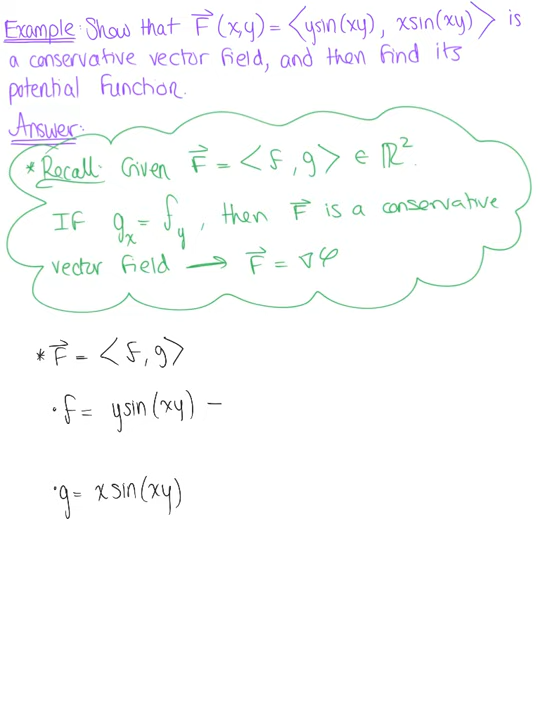 Example: Show that F⃗(x,y) = ⟨ysin(xy), xsin(xy)⟩ is
a conservative vector field, and then find its
potential function.
Answer:
* Recall: Given F⃗ = ⟨f, g⟩ ∈ ℝ².
If gₓ = f_y, then F⃗ is a conservative
vector field ⟶ F⃗ = ∇φ
* F⃗ = ⟨f, g⟩
· f = ysin(xy) –
· g = xsin(xy)